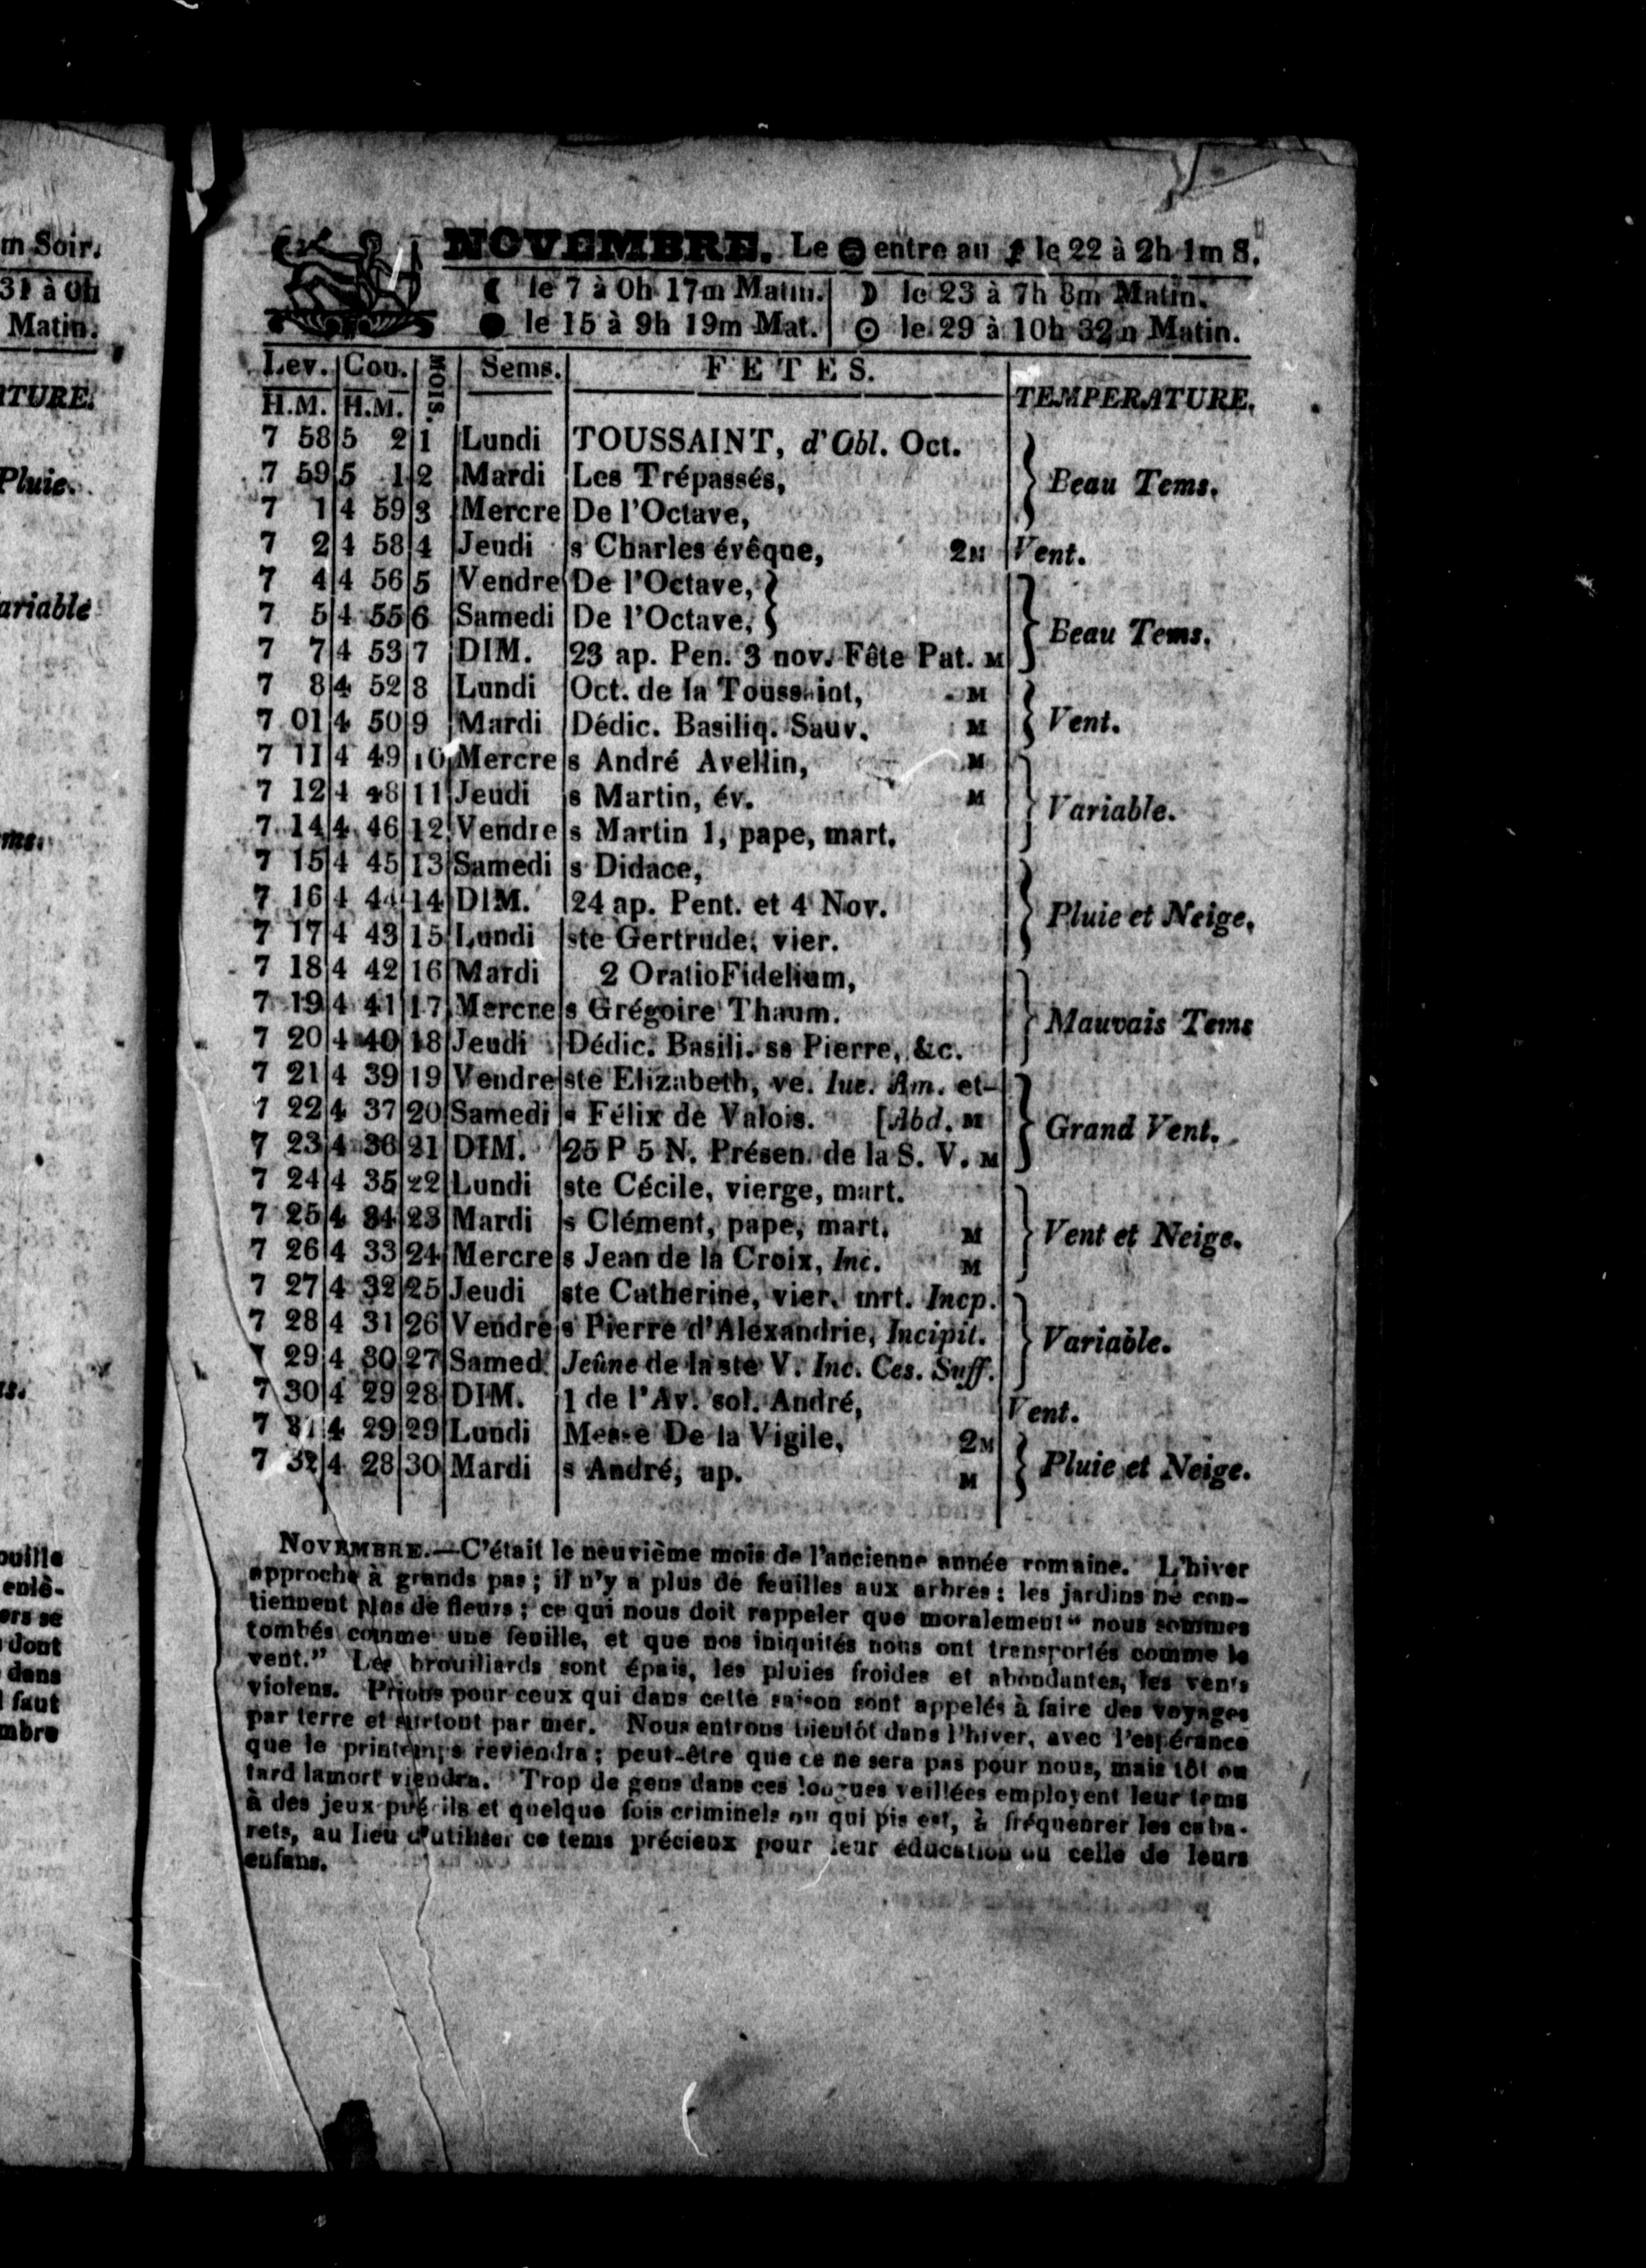 m Soir.
31 à 0h
Matin.
TURE.
Pluie.
ariable
ms.
s.
ouille
enlè-
ers se
dont
dans
faut
mbre
NOVEMBRE. Le entre au ♐ le 22 à 2h 1m S.
☾ le 7 à 0h 17m Matin. ☽ le 23 à 7h 8m Matin.
● le 15 à 9h 19m Mat. ☉ le 29 à 10h 32m Matin.
Lev. Cou. MOIS. Sems. FETES. TEMPERATURE.
H.M. H.M.
7 58 5 2 1 Lundi TOUSSAINT, d'Obl. Oct.
7 59 5 1 2 Mardi Les Trépassés, Beau Tems.
7 1 4 59 3 Mercre De l'Octave,
7 2 4 58 4 Jeudi s Charles évêque, 2M Vent.
7 4 4 56 5 Vendre De l'Octave,
7 5 4 55 6 Samedi De l'Octave, Beau Tems.
7 7 4 53 7 DIM. 23 ap. Pen. 3 nov. Fête Pat. M
7 8 4 52 8 Lundi Oct. de la Toussaint, M
7 01 4 50 9 Mardi Dédic. Basiliq. Sauv. M Vent.
7 11 4 49 10 Mercre s André Avellin, M
7 12 4 48 11 Jeudi s Martin, év. M Variable.
7 14 4 46 12 Vendre s Martin 1, pape, mart.
7 15 4 45 13 Samedi s Didace,
7 16 4 44 14 DIM. 24 ap. Pent. et 4 Nov. Pluie et Neige.
7 17 4 43 15 Lundi ste Gertrude, vier.
7 18 4 42 16 Mardi 2 OratioFidelium,
7 19 4 41 17 Mercre s Grégoire Thaum. Mauvais Tems
7 20 4 40 18 Jeudi Dédic. Basili. ss Pierre, &c.
7 21 4 39 19 Vendre ste Elizabeth, ve. Iuc. Am. et-
7 22 4 37 20 Samedi s Félix de Valois. [Abd. M Grand Vent.
7 23 4 36 21 DIM. 25 P 5 N. Présen. de la S. V. M
7 24 4 35 22 Lundi ste Cécile, vierge, mart.
7 25 4 34 23 Mardi s Clément, pape, mart. M Vent et Neige.
7 26 4 33 24 Mercre s Jean de la Croix, Inc. M
7 27 4 32 25 Jeudi ste Catherine, vier. mrt. Incp.
7 28 4 31 26 Vendre s Pierre d'Alexandrie, Incipit. Variable.
7 29 4 30 27 Samed Jeûne de la ste V. Inc. Ces. Suff.
7 30 4 29 28 DIM. 1 de l'Av. sol. André, Vent.
7 31 4 29 29 Lundi Messe De la Vigile, 2M
7 32 4 28 30 Mardi s André, ap. M Pluie et Neige.
NOVEMBRE.—C'était le neuvième mois de l'ancienne année romaine. L'hiver
approche à grands pas; il n'y a plus de feuilles aux arbres: les jardins ne con-
tiennent plus de fleurs; ce qui nous doit rappeler que moralement "nous sommes
tombés comme une feuille, et que nos iniquités nous ont transportés comme le
vent." Les brouillards sont épais, les pluies froides et abondantes, les vents
violens. Prions pour ceux qui dans cette saison sont appelés à faire des voyages
par terre et surtout par mer. Nous entrons bientôt dans l'hiver, avec l'espérance
que le printemps reviendra; peut-être que ce ne sera pas pour nous, mais tôt ou
tard lamort viendra. Trop de gens dans ces longues veillées employent leur tems
à des jeux puérils et quelque fois criminels ou qui pis est, à fréquenrer les caba-
rets, au lieu d'utiliser ce tems précieux pour leur éducation ou celle de leurs
enfans.